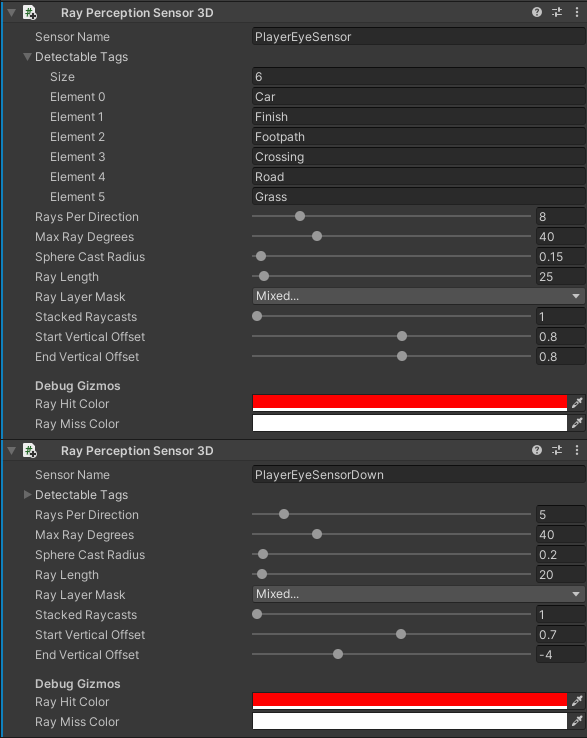 Ray Perception Sensor 3D
Sensor Name PlayerEyeSensor
Detectable Tags
Size 6
Element 0 Car
Element 1 Finish
Element 2 Footpath
Element 3 Crossing
Element 4 Road
Element 5 Grass
Rays Per Direction 8
Max Ray Degrees 40
Sphere Cast Radius 0.15
Ray Length 25
Ray Layer Mask Mixed...
Stacked Raycasts 1
Start Vertical Offset 0.8
End Vertical Offset 0.8
Debug Gizmos
Ray Hit Color
Ray Miss Color
Ray Perception Sensor 3D
Sensor Name PlayerEyeSensorDown
Detectable Tags
Rays Per Direction 5
Max Ray Degrees 40
Sphere Cast Radius 0.2
Ray Length 20
Ray Layer Mask Mixed...
Stacked Raycasts 1
Start Vertical Offset 0.7
End Vertical Offset -4
Debug Gizmos
Ray Hit Color
Ray Miss Color